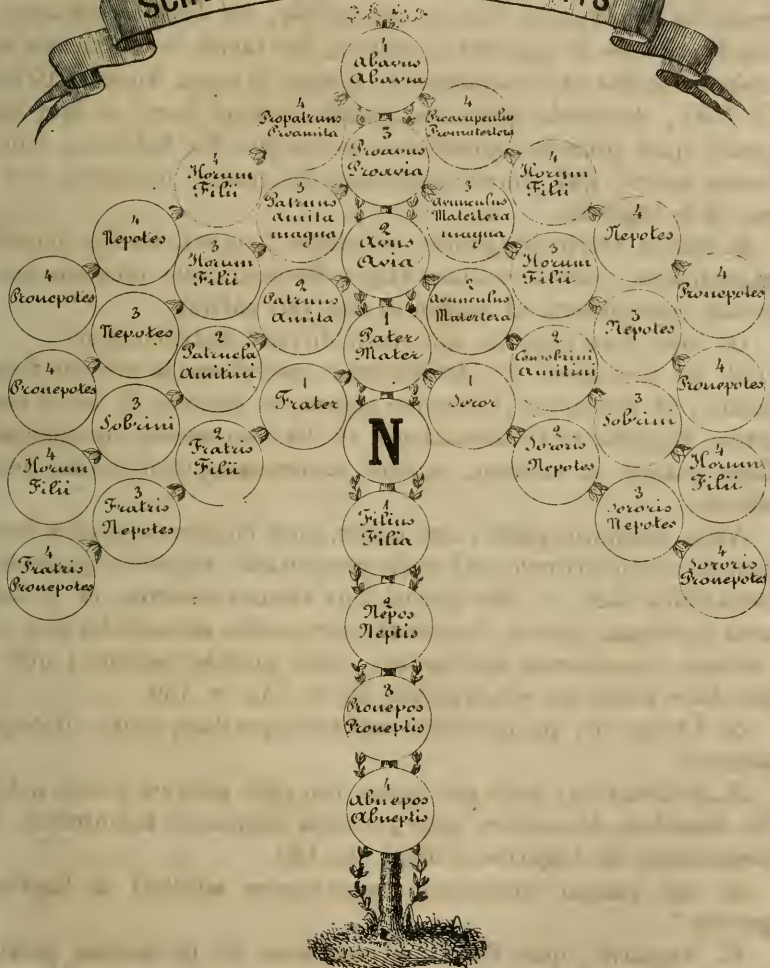 4
Abavus
Abavia
4
Propatruus
Proamita
3
Proavus
Proavia
4
Proavunculus
Promatertera
4
Horum
Filii
3
Patruus
Amita
magna
3
Avunculus
Matertera
magna
4
Horum
Filii
4
Nepotes
3
Horum
Filii
2
Avus
Avia
3
Horum
Filii
4
Nepotes
4
Pronepotes
3
Nepotes
2
Patruus
Amita
1
Pater
Mater
2
Avunculus
Matertera
3
Nepotes
4
Pronepotes
4
Pronepotes
3
Sobrini
2
Patruela
Amitini
1
Frater
1
Soror
2
Consobrini
Amitini
3
Sobrini
4
Pronepotes
4
Horum
Filii
3
Fratris
Nepotes
2
Fratris
Filii
N
2
Sororis
Nepotes
3
Sororis
Nepotes
4
Horum
Filii
4
Fratris
Pronepotes
1
Filius
Filia
4
Sororis
Pronepotes
2
Nepos
Neptis
3
Pronepos
Proneptis
4
Abnepos
Abneptis